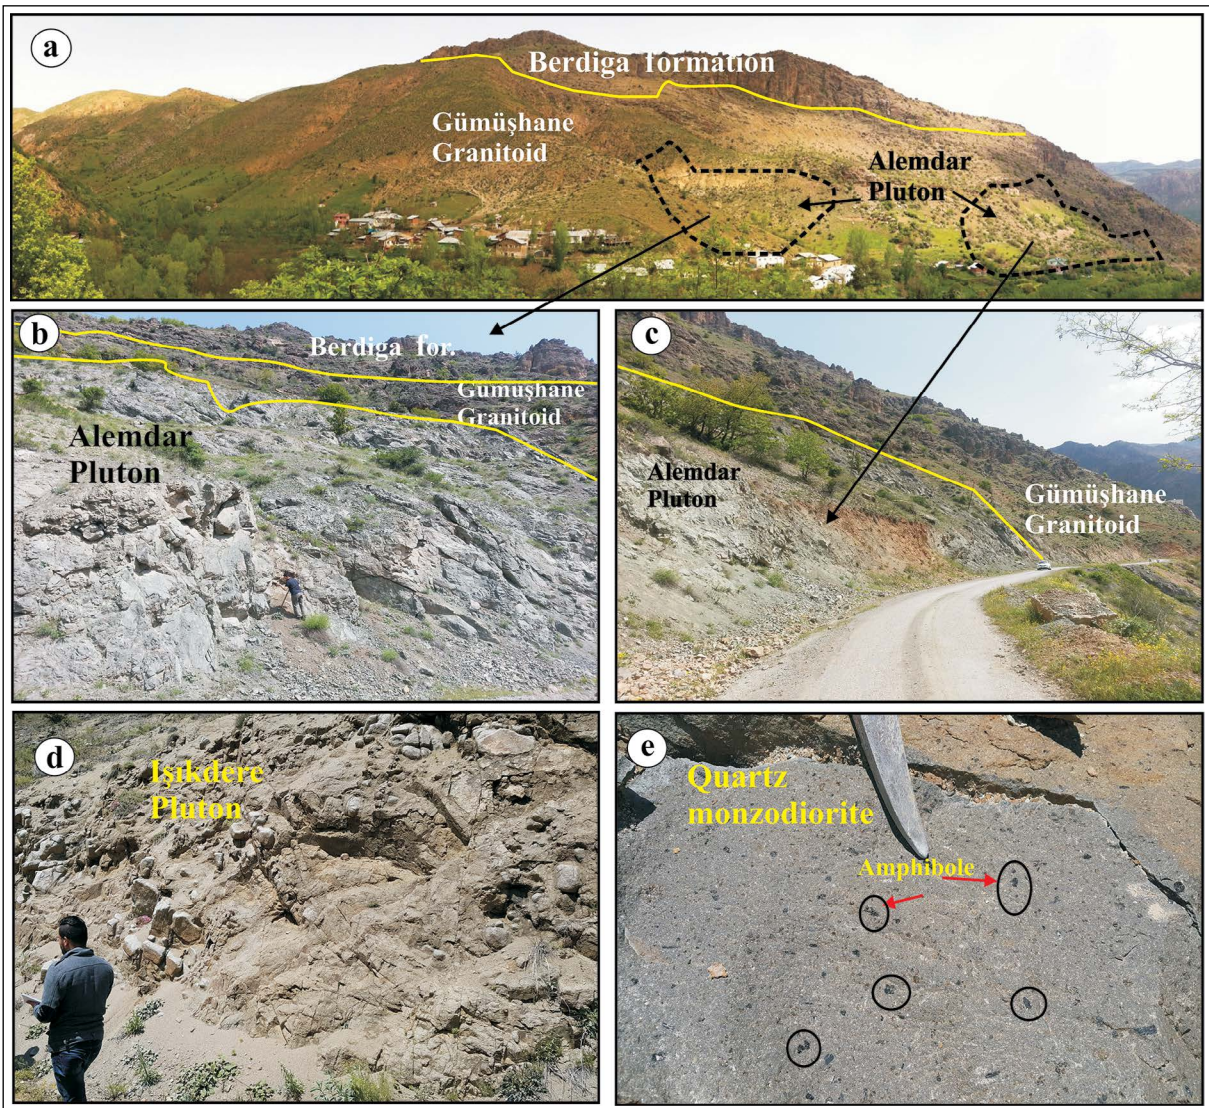 a
Berdiga formation
Gümüşhane
Granitoid
Alemdar
Pluton
b
Berdiga for.
Gumuşhane
Granitoid
Alemdar
Pluton
c
Alemdar
Pluton
Gümüşhane
Granitoid
d
Işıkdere
Pluton
e
Quartz
monzodiorite
Amphibole